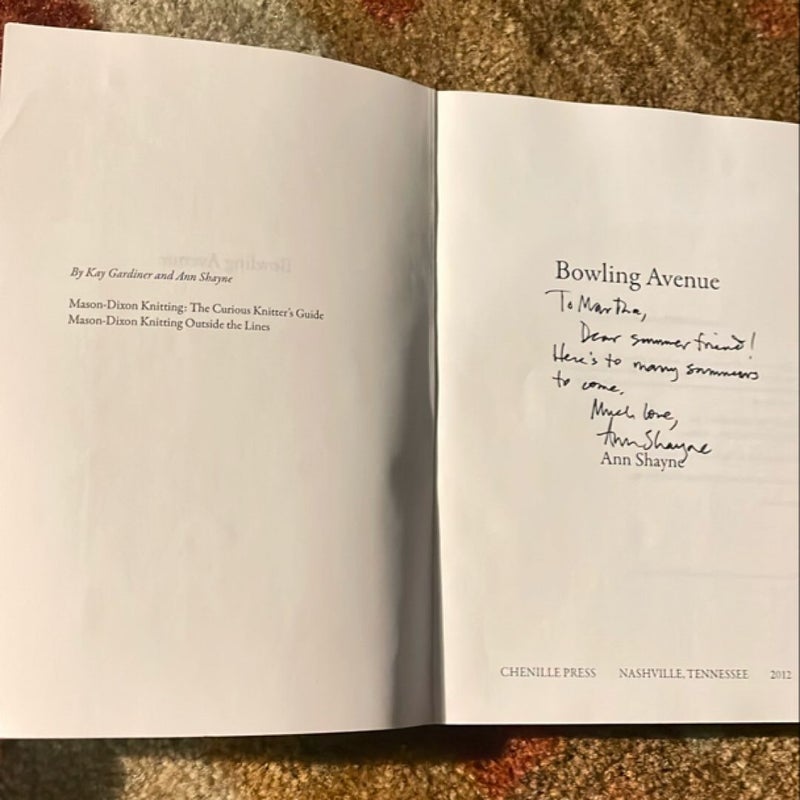 By Kay Gardiner and Ann Shayne
Mason-Dixon Knitting: The Curious Knitter's Guide
Mason-Dixon Knitting Outside the Lines
Bowling Avenue
To Martha,
Dear summer friend!
Here's to many summers
to come.
Much love,
Ann Shayne
Ann Shayne
CHENILLE PRESS NASHVILLE, TENNESSEE 2012